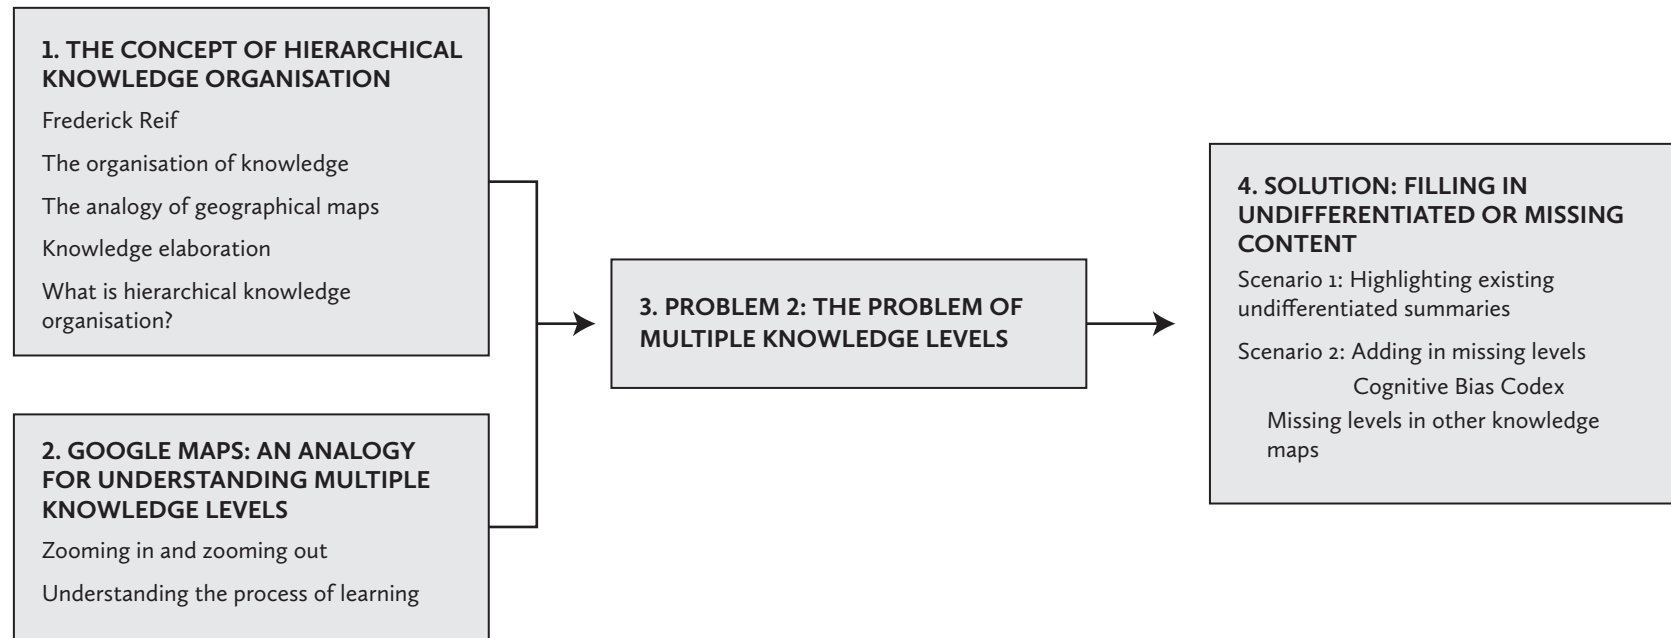 1. THE CONCEPT OF HIERARCHICAL
KNOWLEDGE ORGANISATION
Frederick Reif
The organisation of knowledge
The analogy of geographical maps
Knowledge elaboration
What is hierarchical knowledge
organisation?
2. GOOGLE MAPS: AN ANALOGY
FOR UNDERSTANDING MULTIPLE
KNOWLEDGE LEVELS
Zooming in and zooming out
Understanding the process of learning
3. PROBLEM 2: THE PROBLEM OF
MULTIPLE KNOWLEDGE LEVELS
4. SOLUTION: FILLING IN
UNDIFFERENTIATED OR MISSING
CONTENT
Scenario 1: Highlighting existing
undifferentiated summaries
Scenario 2: Adding in missing levels
Cognitive Bias Codex
Missing levels in other knowledge
maps